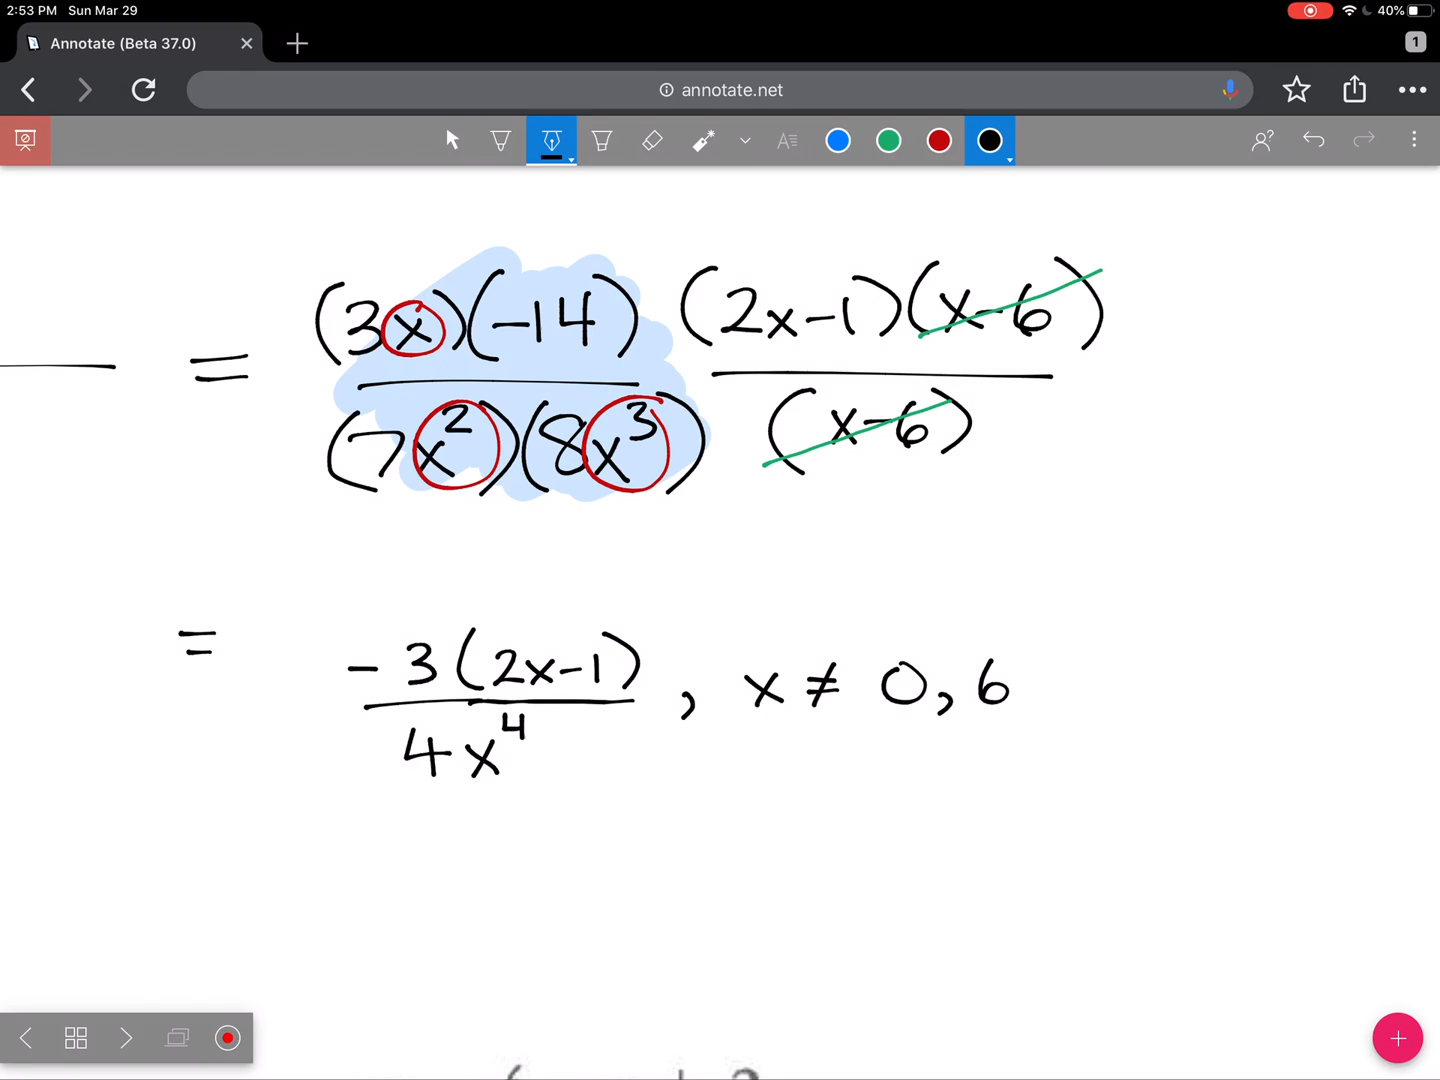 2:53 PM Sun Mar 29
40%
Annotate (Beta 37.0)
1
annotate.net
= (3x)(-14) (2x-1)(x-6)
(7x²)(8x³) (x-6)
= -3(2x-1) , x ≠ 0, 6
4x⁴